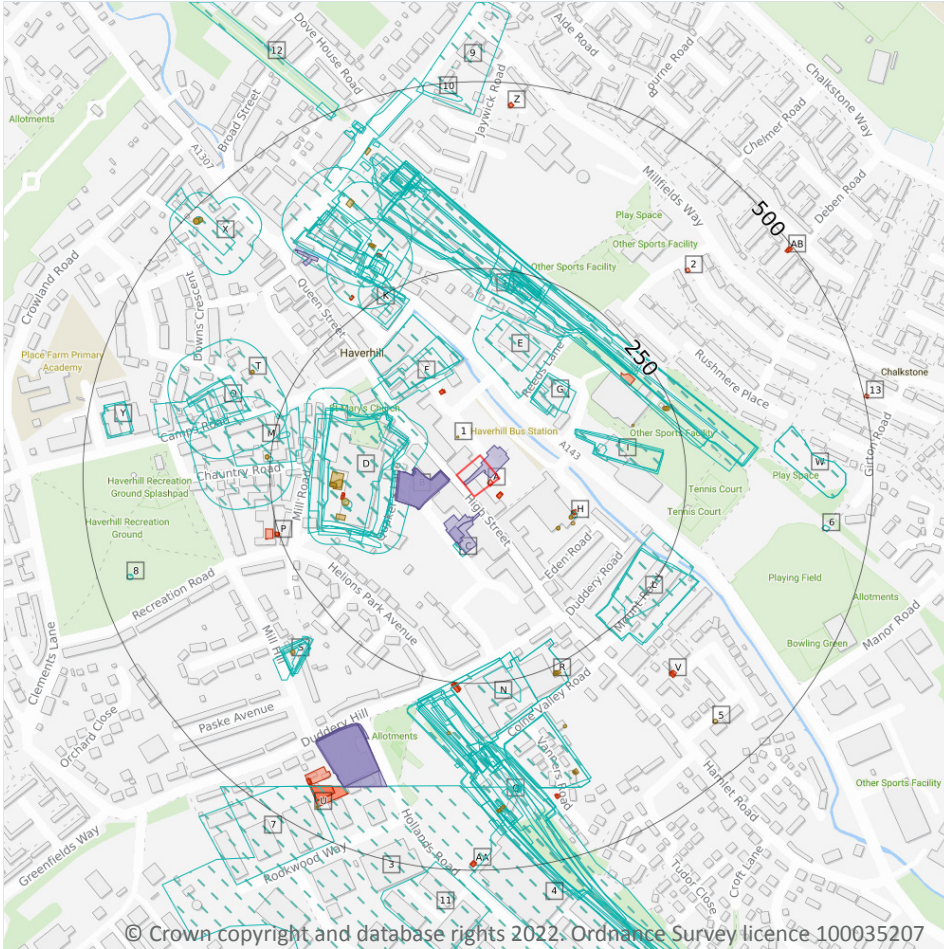 Dove House Road
12
Broad Street
A1307
Allotments
9
10
Jaywick Road
Z
Alde Road
Bourne Road
Chelmer Road
Chalkstone Way
Deben Road
Millfields Way
Play Space
Other Sports Facility
Other Sports Facility
500
AB
2
X
Crowland Road
Downs Crescent
Queen Street
K
Haverhill
E
F
Reeds Lane
G
250
Rushmere Place
Chalkstone
13
Girton Road
Place Farm Primary
Academy
T
9
Y
Camps Road
M
Chauntry Road
Mill Road
D
1
Haverhill Bus Station
A1143
Other Sports Facility
W
Play Space
Tennis Court
Tennis Court
6
Haverhill Recreation
Ground Splashpad
Haverhill Recreation
Ground
P
8
Recreation Road
High Street
C
H
Eden Road
Duddery Road
L
Playing Field
Allotments
Manor Road
Bowling Green
Clements Lane
Helions Park Avenue
Mill Hill
S
R
N
Colne Valley Road
V
5
Paske Avenue
Duddery Hill
Allotments
Orchard Close
Tanners Road
Hamlet Road
Other Sports Facility
U
7
Greenfields Way
Rookwood Way
Hollands Road
3
AA
11
4
Tudor Close
Croft Lane
© Crown copyright and database rights 2022. Ordnance Survey licence 100035207